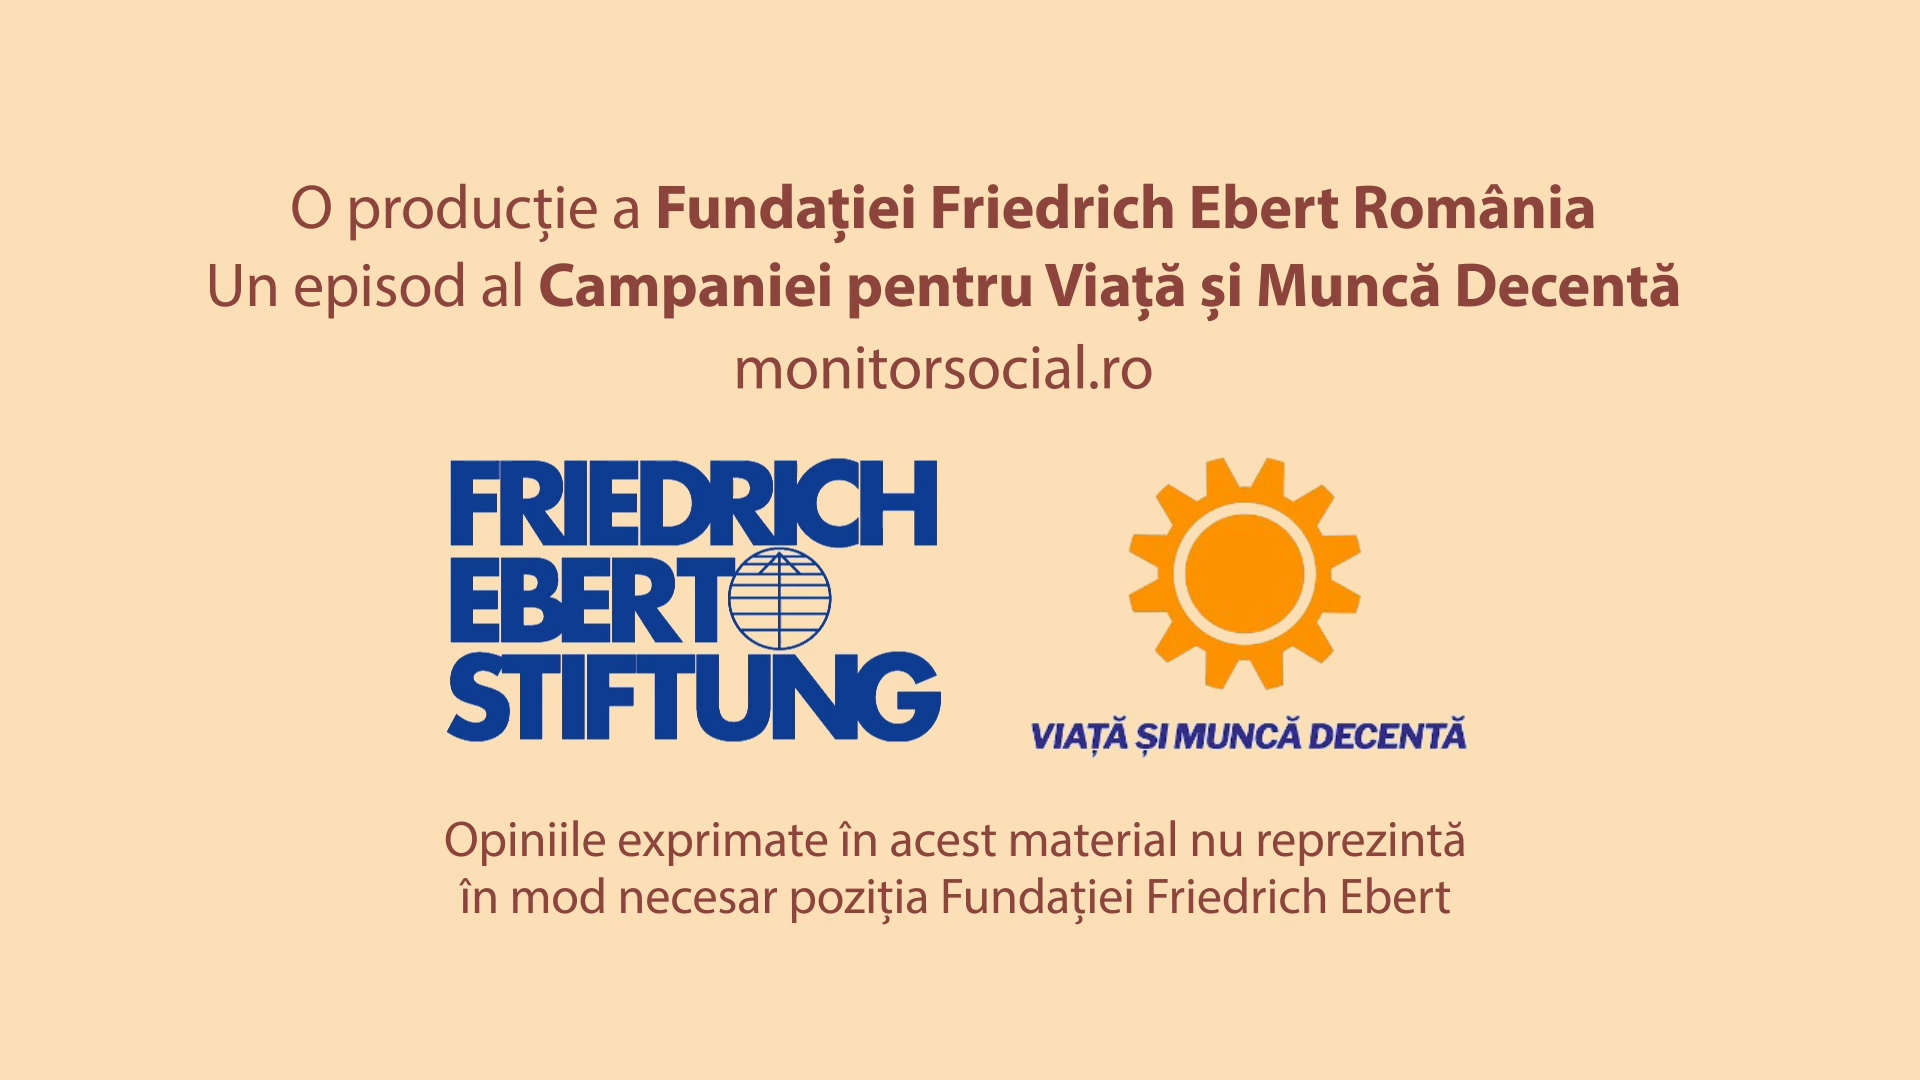 O producție a Fundației Friedrich Ebert România
Un episod al Campaniei pentru Viață și Muncă Decentă
monitorsocial.ro
FRIEDRICH
EBERT
STIFTUNG
VIAȚĂ ȘI MUNCĂ DECENTĂ
Opiniile exprimate în acest material nu reprezintă
în mod necesar poziția Fundației Friedrich Ebert